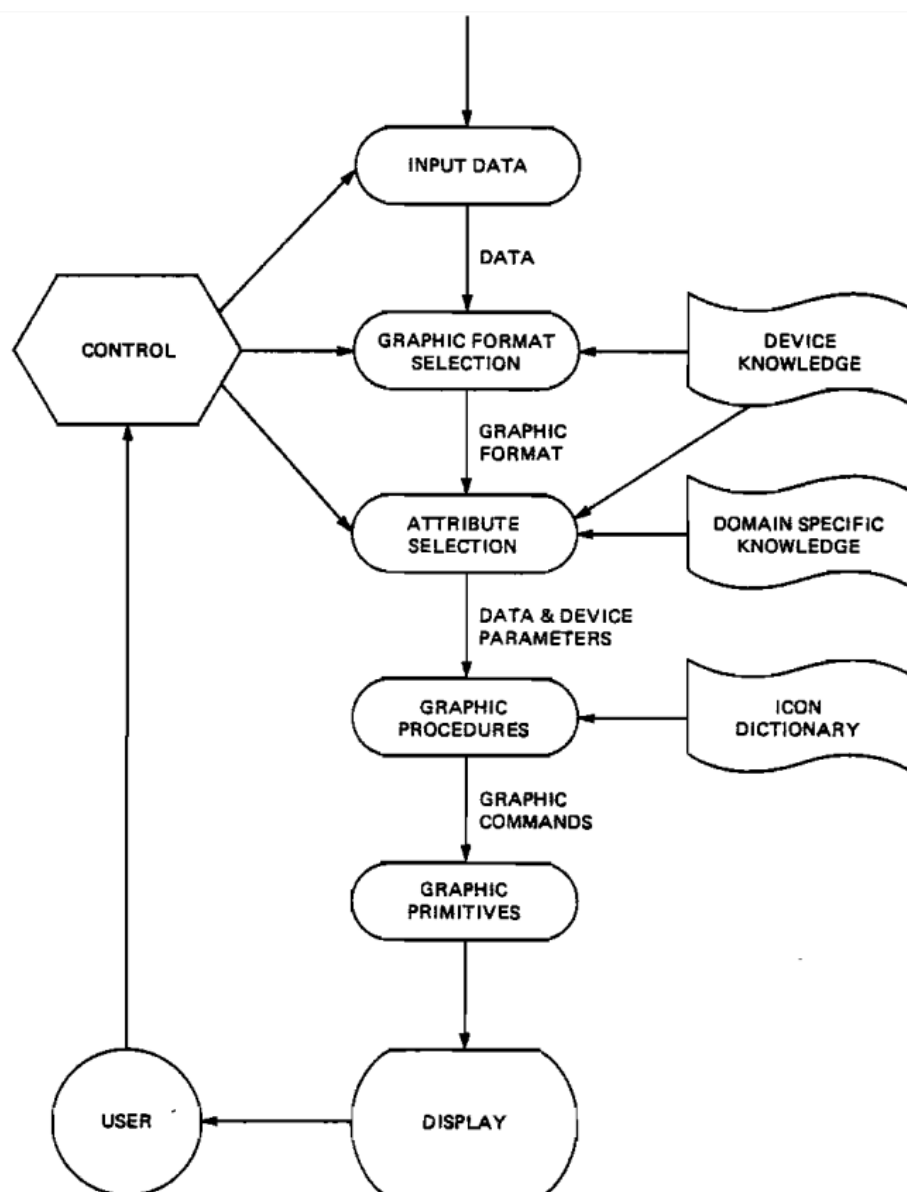 INPUT DATA
DATA
CONTROL
GRAPHIC FORMAT
SELECTION
DEVICE
KNOWLEDGE
GRAPHIC
FORMAT
ATTRIBUTE
SELECTION
DOMAIN SPECIFIC
KNOWLEDGE
DATA & DEVICE
PARAMETERS
GRAPHIC
PROCEDURES
ICON
DICTIONARY
GRAPHIC
COMMANDS
GRAPHIC
PRIMITIVES
USER
DISPLAY